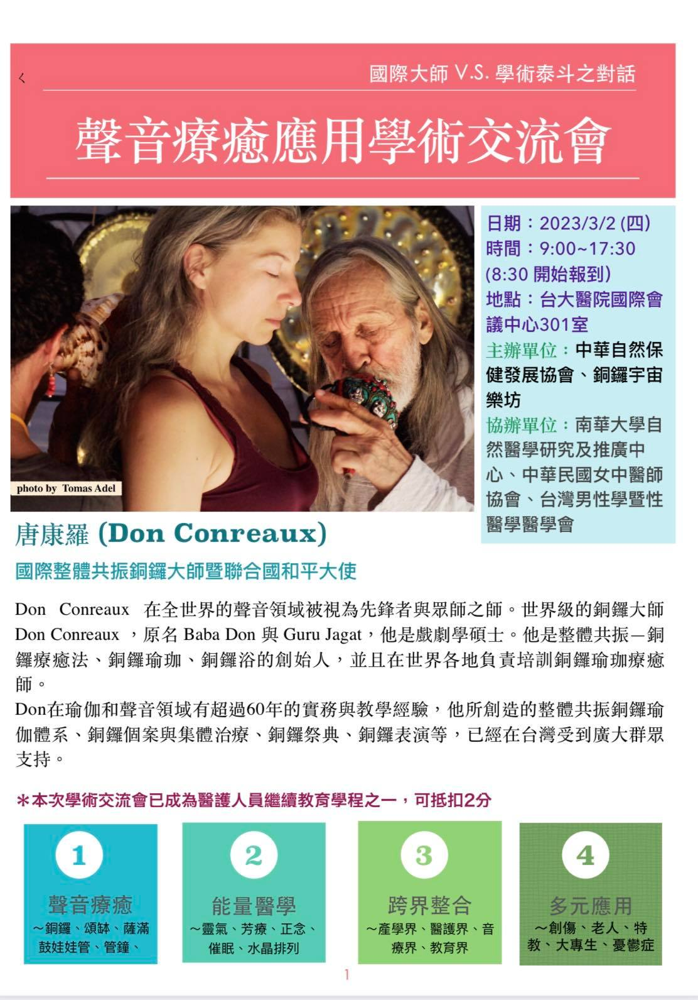 く
國際大師 V.S. 學術泰斗之對話
聲音療癒應用學術交流會
photo by Tomas Adel
日期：2023/3/2 (四)
時間：9:00~17:30
(8:30 開始報到)
地點：台大醫院國際會
議中心301室
主辦單位：中華自然保
健發展協會、銅鑼宇宙
樂坊
協辦單位：南華大學自
然醫學研究及推廣中
心、中華民國女中醫師
協會、台灣男性學暨性
醫學醫學會
唐康羅 (Don Conreaux)
國際整體共振銅鑼大師暨聯合國和平大使
Don Conreaux 在全世界的聲音領域被視為先鋒者與眾師之師。世界級的銅鑼大師
Don Conreaux ，原名 Baba Don 與 Guru Jagat，他是戲劇學碩士。他是整體共振—銅
鑼療癒法、銅鑼瑜珈、銅鑼浴的創始人，並且在世界各地負責培訓銅鑼瑜珈療癒
師。
Don在瑜伽和聲音領域有超過60年的實務與教學經驗，他所創造的整體共振銅鑼瑜
伽體系、銅鑼個案與集體治療、銅鑼祭典、銅鑼表演等，已經在台灣受到廣大群眾
支持。
＊本次學術交流會已成為醫護人員繼續教育學程之一，可抵扣2分
1
聲音療癒
～銅鑼、頌缽、薩滿
鼓娃娃管、管鐘、
2
能量醫學
～靈氣、芳療、正念、
催眠、水晶排列
3
跨界整合
～產學界、醫護界、音
療界、教育界
4
多元應用
～創傷、老人、特
教、大專生、憂鬱症
1